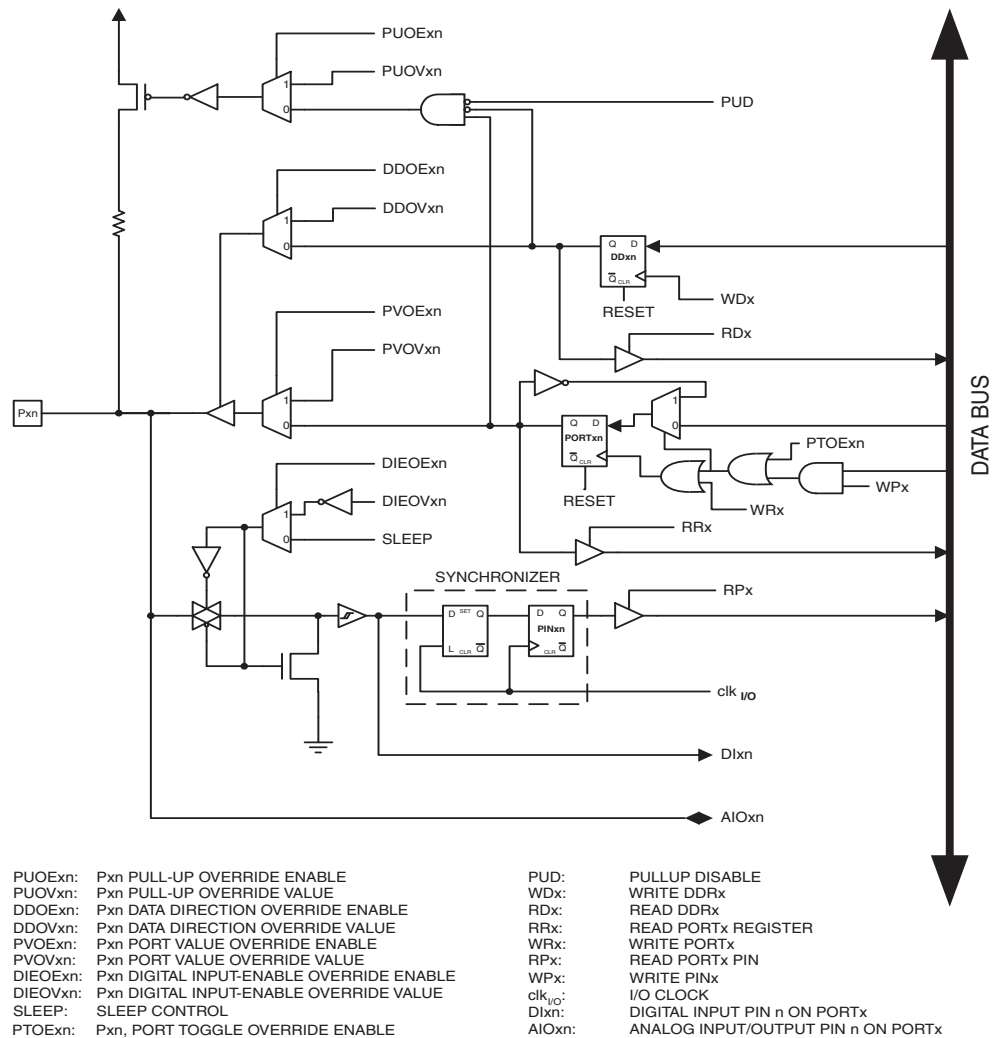 PUOExn
PUOVxn
1
0
PUD
DDOExn
DDOVxn
1
0
Q D
DDxn
Q CLR
WDx
RESET
PVOExn
RDx
PVOVxn
1
0
Pxn
1
0
Q D
PORTxn
Q CLR
PTOExn
DATA BUS
DIEOExn
WPx
RESET
WRx
DIEOVxn
1
0
SLEEP
RRx
SYNCHRONIZER
RPx
D SET Q
L CLR Q
D Q
PINxn
CLR Q
clk I/O
DIxn
AIOxn
PUOExn: Pxn PULL-UP OVERRIDE ENABLE
PUOVxn: Pxn PULL-UP OVERRIDE VALUE
DDOExn: Pxn DATA DIRECTION OVERRIDE ENABLE
DDOVxn: Pxn DATA DIRECTION OVERRIDE VALUE
PVOExn: Pxn PORT VALUE OVERRIDE ENABLE
PVOVxn: Pxn PORT VALUE OVERRIDE VALUE
DIEOExn: Pxn DIGITAL INPUT-ENABLE OVERRIDE ENABLE
DIEOVxn: Pxn DIGITAL INPUT-ENABLE OVERRIDE VALUE
SLEEP: SLEEP CONTROL
PTOExn: Pxn, PORT TOGGLE OVERRIDE ENABLE
PUD: PULLUP DISABLE
WDx: WRITE DDRx
RDx: READ DDRx
RRx: READ PORTx REGISTER
WRx: WRITE PORTx
RPx: READ PORTx PIN
WPx: WRITE PINx
clkI/O: I/O CLOCK
DIxn: DIGITAL INPUT PIN n ON PORTx
AIOxn: ANALOG INPUT/OUTPUT PIN n ON PORTx